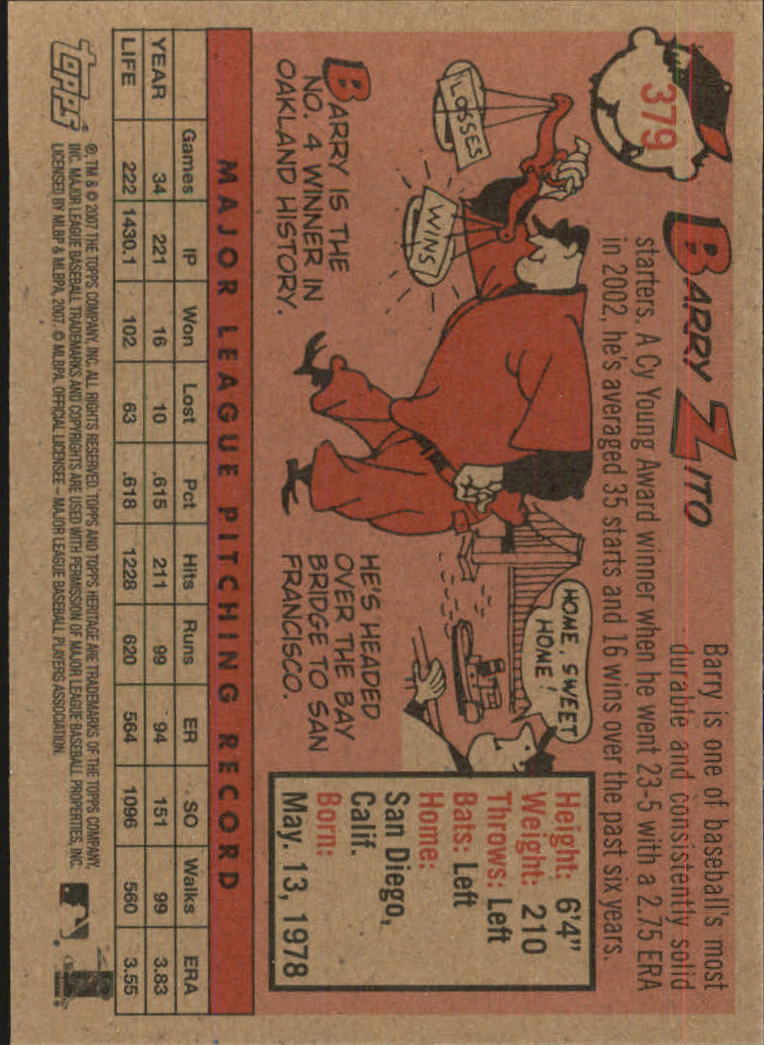 379
BARRY ZITO
Barry is one of baseball's most
durable and consistently solid
starters. A Cy Young Award winner when he went 23-5 with a 2.75 ERA
in 2002, he's averaged 35 starts and 16 wins over the past six years.
LOSSES
WINS
BARRY IS THE
NO. 4 WINNER IN
OAKLAND HISTORY.
HOME, SWEET
HOME!
HE'S HEADED
OVER THE BAY
BRIDGE TO SAN
FRANCISCO.
Height: 6'4"
Weight: 210
Throws: Left
Bats: Left
Home:
San Diego,
Calif.
Born:
May. 13, 1978
MAJOR LEAGUE PITCHING RECORD
Games IP Won Lost Pct Hits Runs ER SO Walks ERA
YEAR 34 221 16 10 .615 211 99 94 151 99 3.83
LIFE 222 1430.1 102 63 .618 1228 620 564 1096 560 3.55
Topps
®, TM & © 2007 THE TOPPS COMPANY, INC. ALL RIGHTS RESERVED. TOPPS AND TOPPS HERITAGE ARE TRADEMARKS OF THE TOPPS COMPANY,
INC. MAJOR LEAGUE BASEBALL TRADEMARKS AND COPYRIGHTS ARE USED WITH PERMISSION OF MAJOR LEAGUE BASEBALL PROPERTIES, INC.
LICENSED BY MLBP & MLBPA, 2007. © MLBPA. OFFICIAL LICENSEE – MAJOR LEAGUE BASEBALL PLAYERS ASSOCIATION.